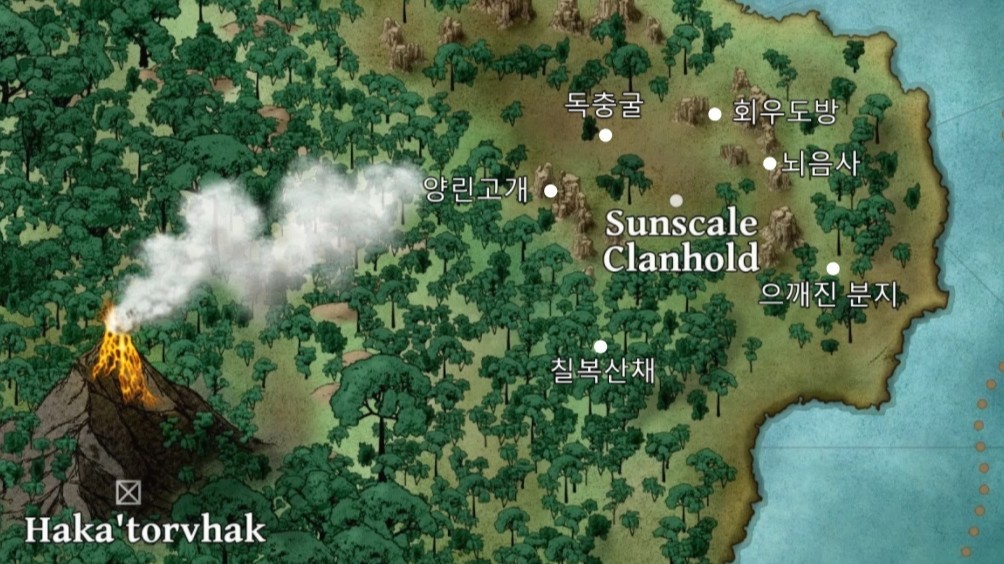 독충굴
회우도방
뇌음사
양린고개
Sunscale
Clanhold
으깨진 분지
칠복산채
Haka'torvhak